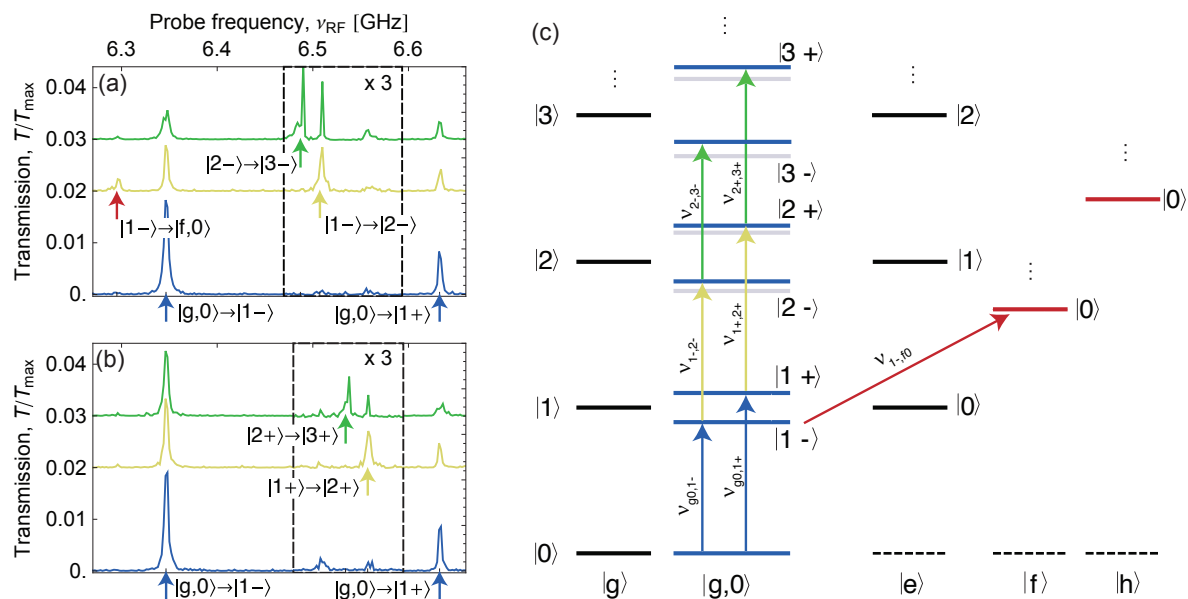 Probe frequency, ν_RF [GHz]
6.3 6.4 6.5 6.6
(a)
x 3
Transmission, T/T_max
0.04
0.03
0.02
0.01
0.
|2−⟩→|3−⟩
|1−⟩→|f,0⟩
|1−⟩→|2−⟩
|g,0⟩→|1−⟩
|g,0⟩→|1+⟩
(b)
x 3
Transmission, T/T_max
0.04
0.03
0.02
0.01
0.
|2+⟩→|3+⟩
|1+⟩→|2+⟩
|g,0⟩→|1−⟩
|g,0⟩→|1+⟩
(c)
⋮
|3 +⟩
⋮
⋮
|3⟩
|2⟩
|3 -⟩
ν_2-,3-
ν_2+,3+
⋮
|0⟩
|2 +⟩
|2⟩
|1⟩
⋮
|2 -⟩
|0⟩
ν_1-,2-
ν_1+,2+
ν_1-,f0
|1 +⟩
|1⟩
|0⟩
|1 -⟩
ν_g0,1-
ν_g0,1+
|0⟩
|g⟩ |g,0⟩ |e⟩ |f⟩ |h⟩